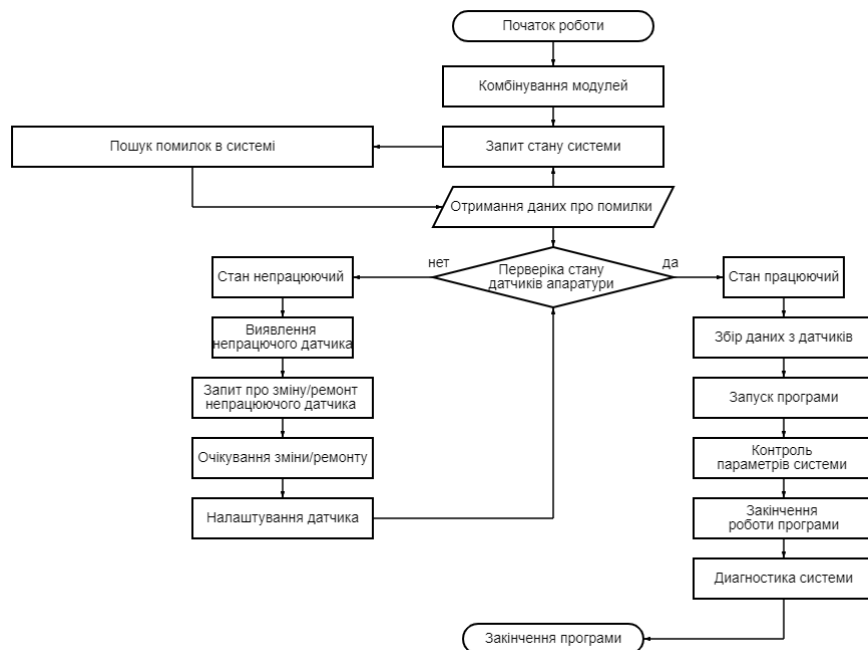 Початок роботи
Комбінування модулей
Пошук помилок в системі
Запит стану системи
Отримання даних про помилки
нет
Перверіка стану
датчиків апаратури
да
Стан непрацюючий
Стан працюючий
Виявлення
непрацючого датчика
Збір даних з датчиків
Запит про зміну/ремонт
непрацюючого датчика
Запуск програми
Очікування зміни/ремонту
Контроль
параметрів системи
Налаштування датчика
Закінчення
роботи програми
Диагностика системи
Закінчення програми